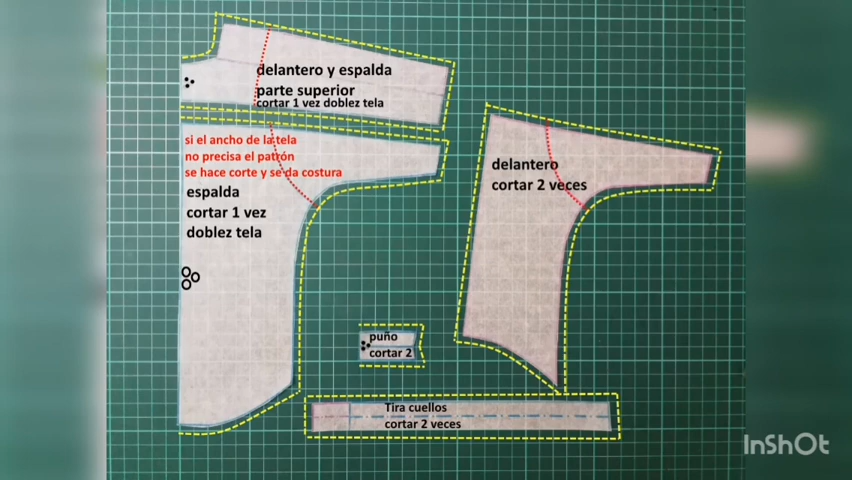 delantero y espalda
parte superior
cortar 1 vez doblez tela
si el ancho de la tela
no precisa el patrón
se hace corte y se da costura
espalda
cortar 1 vez
doblez tela
delantero
cortar 2 veces
puño
cortar 2
Tira cuellos
cortar 2 veces
InShOt